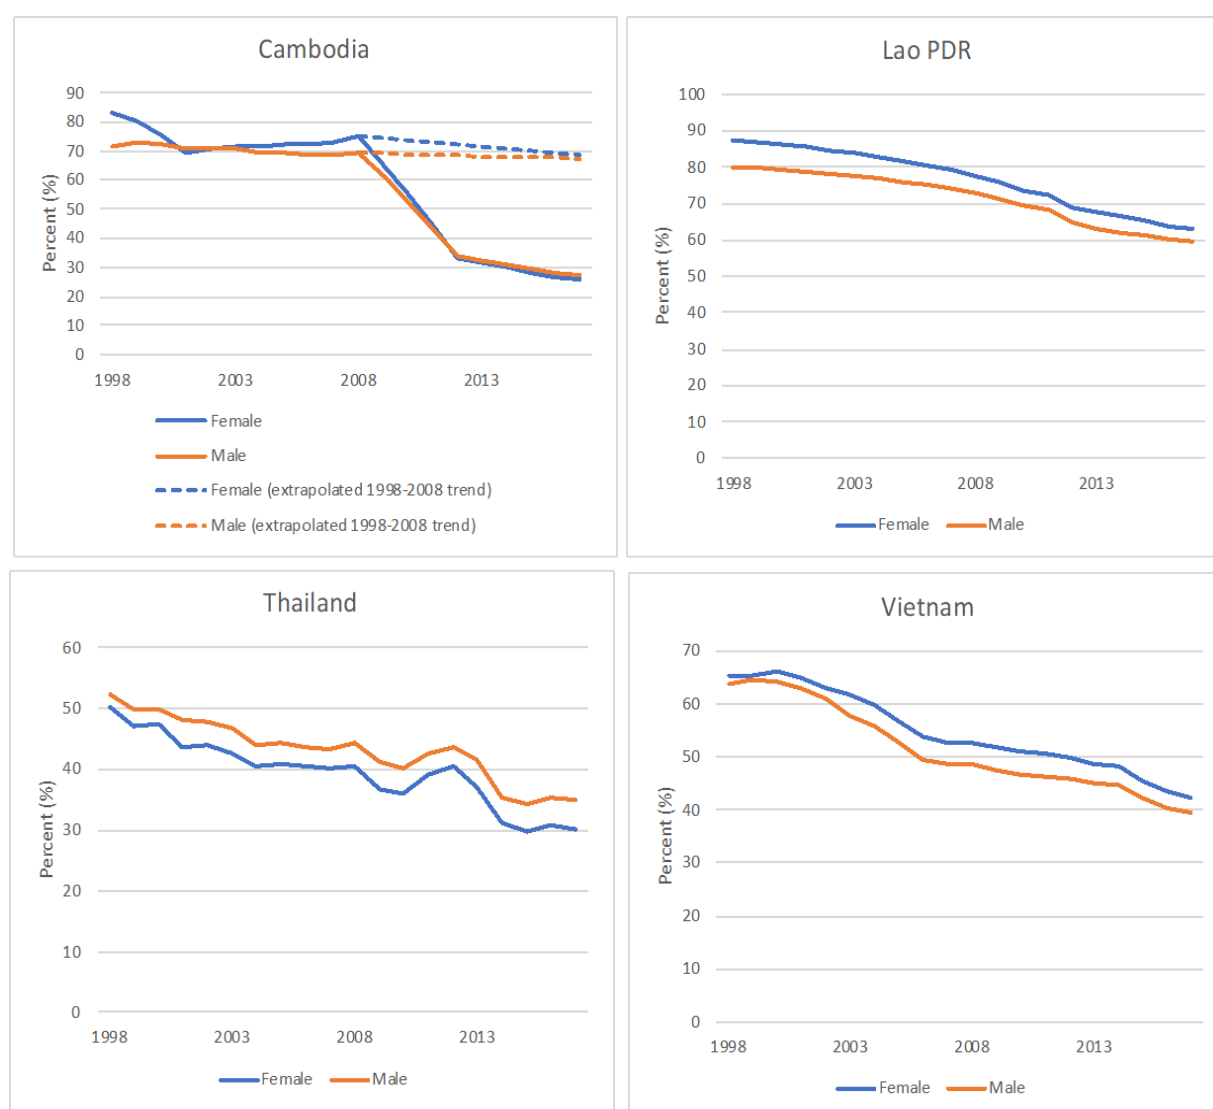 Cambodia
Percent (%)
90
80
70
60
50
40
30
20
10
0
1998 2003 2008 2013
Female
Male
Female (extrapolated 1998-2008 trend)
Male (extrapolated 1998-2008 trend)
Lao PDR
Percent (%)
100
90
80
70
60
50
40
30
20
10
0
1998 2003 2008 2013
Female Male
Thailand
Percent (%)
60
50
40
30
20
10
0
1998 2003 2008 2013
Female Male
Vietnam
Percent (%)
70
60
50
40
30
20
10
0
1998 2003 2008 2013
Female Male